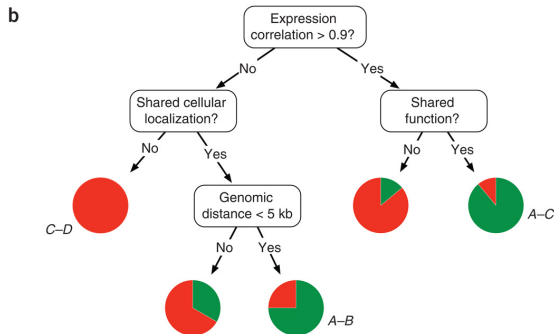 b
Expression
correlation > 0.9?
No
Yes
Shared cellular
localization?
Shared
function?
No
Yes
No
Yes
C–D
Genomic
distance < 5 kb
A–C
No
Yes
A–B